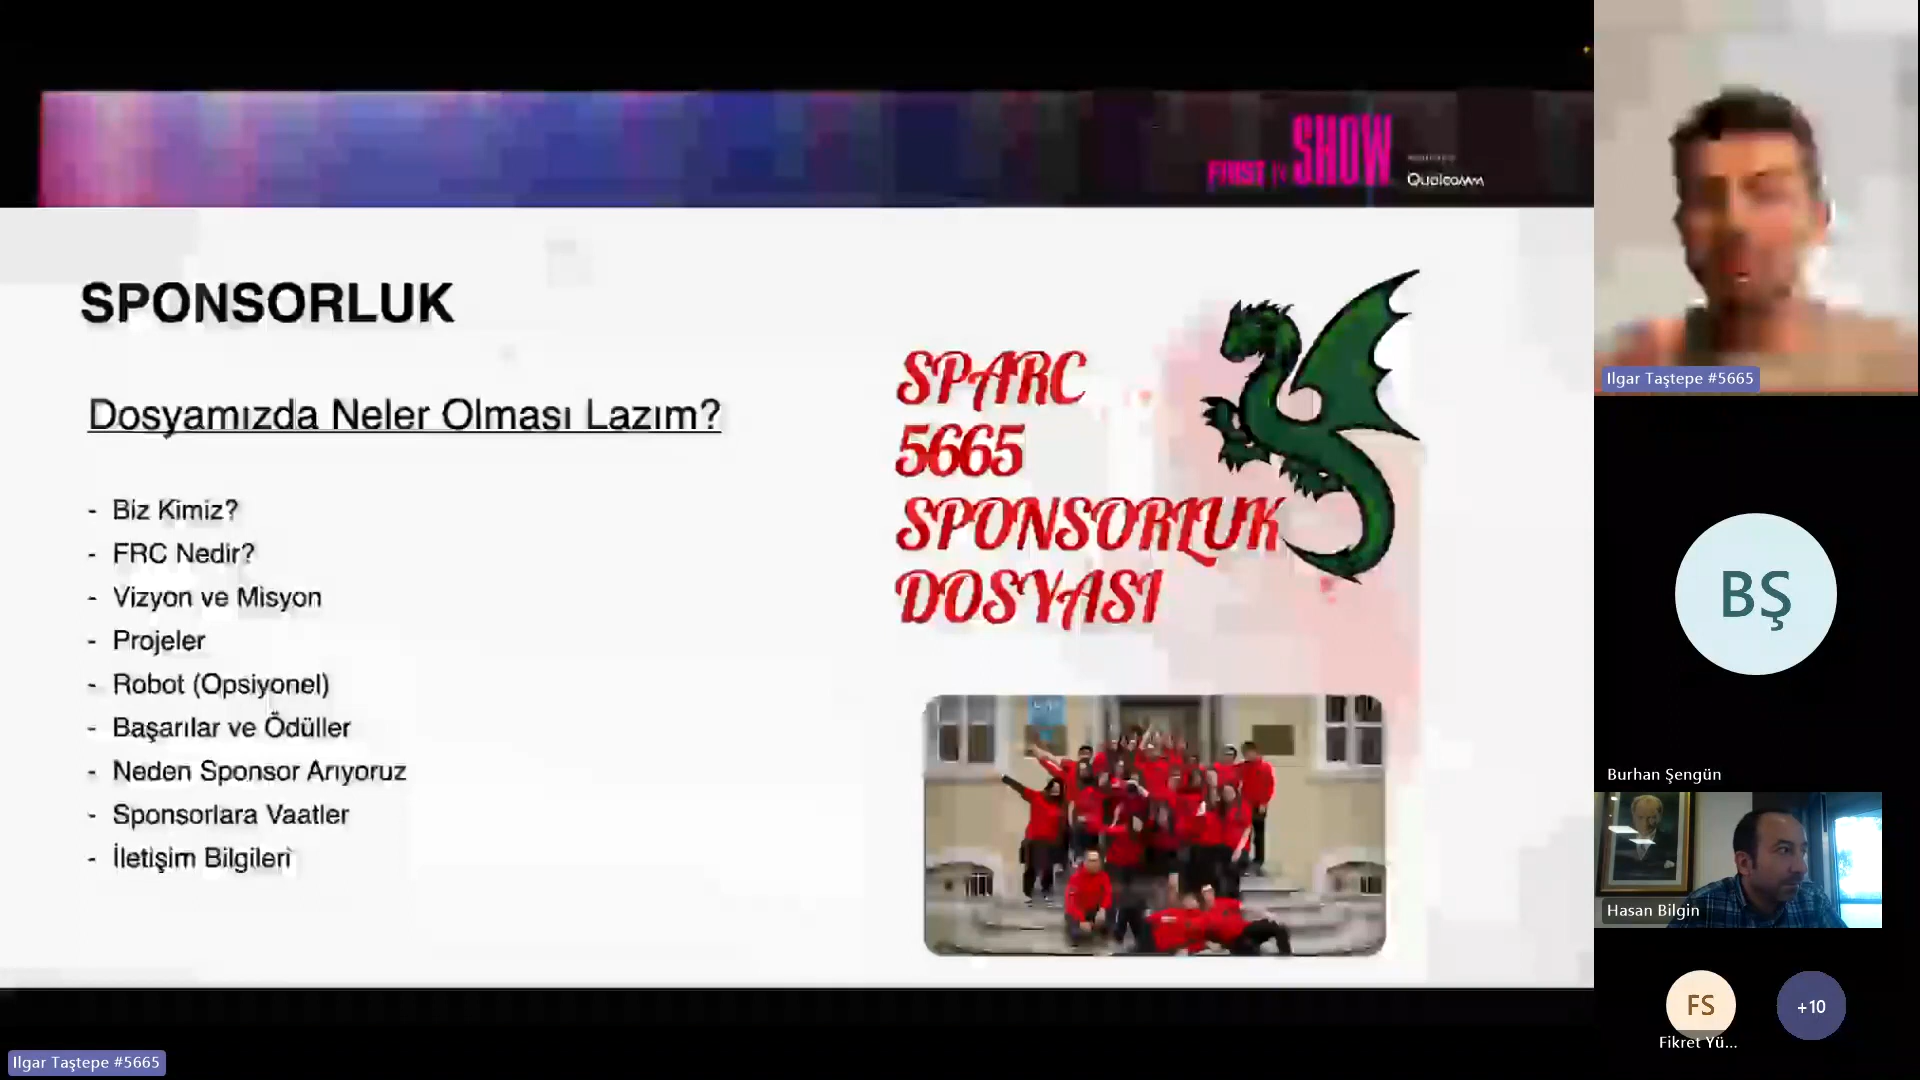 FIRST IN SHOW
Qualcomm
SPONSORLUK
Dosyamızda Neler Olması Lazım?
- Biz Kimiz?
- FRC Nedir?
- Vizyon ve Misyon
- Projeler
- Robot (Opsiyonel)
- Başarılar ve Ödüller
- Neden Sponsor Arıyoruz
- Sponsorlara Vaatler
- İletişim Bilgileri
SPARC
5665
SPONSORLUK
DOSYASI
Ilgar Taştepe #5665
BŞ
Burhan Şengün
Hasan Bilgin
FS
+10
Fikret Yü...
Ilgar Taştepe #5665